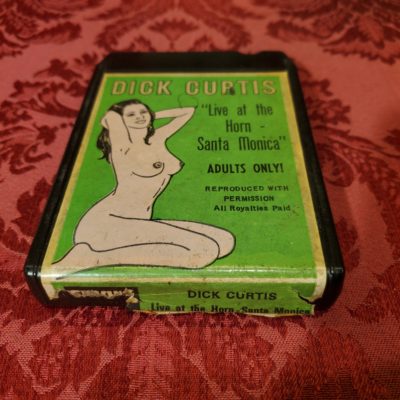 DICK CURTIS
"Live at the
Horn -
Santa Monica"
ADULTS ONLY!
REPRODUCED WITH
PERMISSION
All Royalties Paid
DICK CURTIS
Live at the Horn - Santa Monica